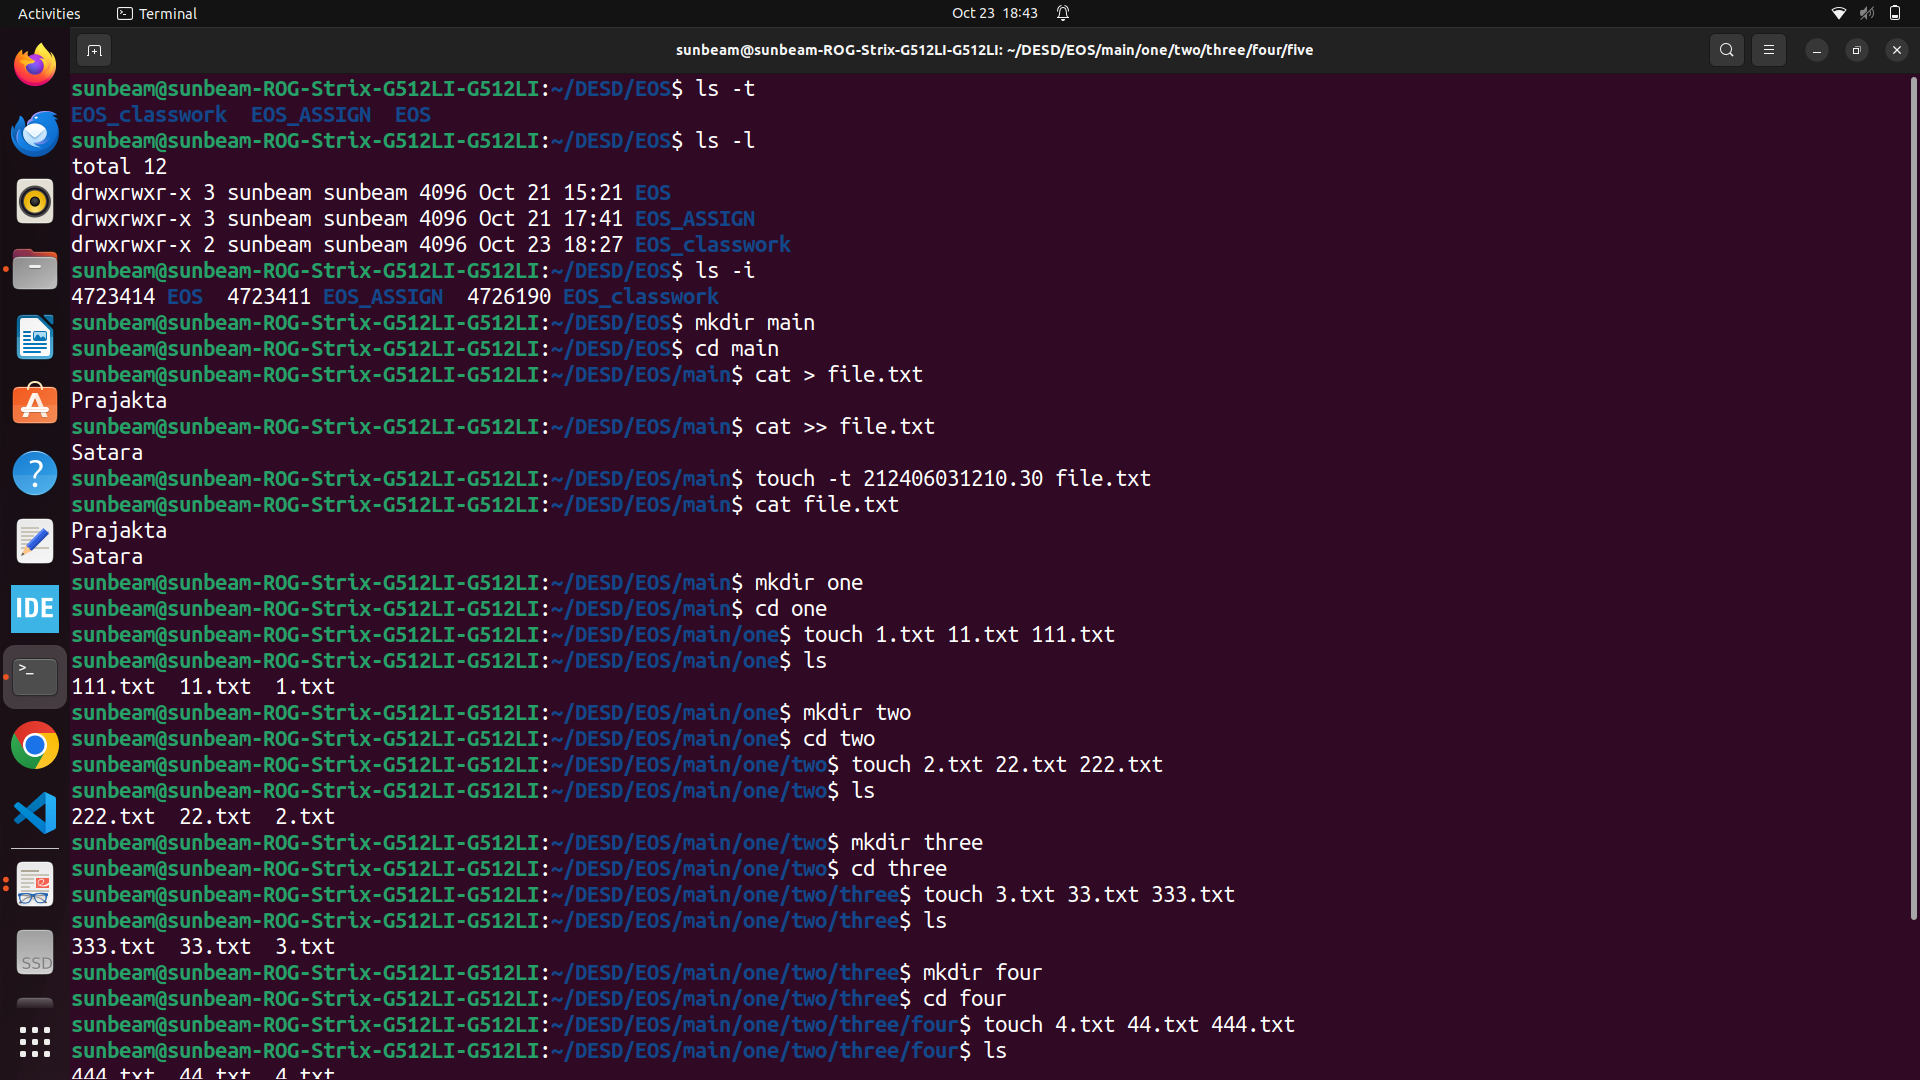 Activities Terminal Oct 23 18:43
sunbeam@sunbeam-ROG-Strix-G512LI-G512LI: ~/DESD/EOS/main/one/two/three/four/five
sunbeam@sunbeam-ROG-Strix-G512LI-G512LI:~/DESD/EOS$ ls -t
EOS_classwork EOS_ASSIGN EOS
sunbeam@sunbeam-ROG-Strix-G512LI-G512LI:~/DESD/EOS$ ls -l
total 12
drwxrwxr-x 3 sunbeam sunbeam 4096 Oct 21 15:21 EOS
drwxrwxr-x 3 sunbeam sunbeam 4096 Oct 21 17:41 EOS_ASSIGN
drwxrwxr-x 2 sunbeam sunbeam 4096 Oct 23 18:27 EOS_classwork
sunbeam@sunbeam-ROG-Strix-G512LI-G512LI:~/DESD/EOS$ ls -i
4723414 EOS 4723411 EOS_ASSIGN 4726190 EOS_classwork
sunbeam@sunbeam-ROG-Strix-G512LI-G512LI:~/DESD/EOS$ mkdir main
sunbeam@sunbeam-ROG-Strix-G512LI-G512LI:~/DESD/EOS$ cd main
sunbeam@sunbeam-ROG-Strix-G512LI-G512LI:~/DESD/EOS/main$ cat > file.txt
Prajakta
sunbeam@sunbeam-ROG-Strix-G512LI-G512LI:~/DESD/EOS/main$ cat >> file.txt
Satara
sunbeam@sunbeam-ROG-Strix-G512LI-G512LI:~/DESD/EOS/main$ touch -t 212406031210.30 file.txt
sunbeam@sunbeam-ROG-Strix-G512LI-G512LI:~/DESD/EOS/main$ cat file.txt
Prajakta
Satara
sunbeam@sunbeam-ROG-Strix-G512LI-G512LI:~/DESD/EOS/main$ mkdir one
sunbeam@sunbeam-ROG-Strix-G512LI-G512LI:~/DESD/EOS/main$ cd one
sunbeam@sunbeam-ROG-Strix-G512LI-G512LI:~/DESD/EOS/main/one$ touch 1.txt 11.txt 111.txt
sunbeam@sunbeam-ROG-Strix-G512LI-G512LI:~/DESD/EOS/main/one$ ls
111.txt 11.txt 1.txt
sunbeam@sunbeam-ROG-Strix-G512LI-G512LI:~/DESD/EOS/main/one$ mkdir two
sunbeam@sunbeam-ROG-Strix-G512LI-G512LI:~/DESD/EOS/main/one$ cd two
sunbeam@sunbeam-ROG-Strix-G512LI-G512LI:~/DESD/EOS/main/one/two$ touch 2.txt 22.txt 222.txt
sunbeam@sunbeam-ROG-Strix-G512LI-G512LI:~/DESD/EOS/main/one/two$ ls
222.txt 22.txt 2.txt
sunbeam@sunbeam-ROG-Strix-G512LI-G512LI:~/DESD/EOS/main/one/two$ mkdir three
sunbeam@sunbeam-ROG-Strix-G512LI-G512LI:~/DESD/EOS/main/one/two$ cd three
sunbeam@sunbeam-ROG-Strix-G512LI-G512LI:~/DESD/EOS/main/one/two/three$ touch 3.txt 33.txt 333.txt
sunbeam@sunbeam-ROG-Strix-G512LI-G512LI:~/DESD/EOS/main/one/two/three$ ls
333.txt 33.txt 3.txt
sunbeam@sunbeam-ROG-Strix-G512LI-G512LI:~/DESD/EOS/main/one/two/three$ mkdir four
sunbeam@sunbeam-ROG-Strix-G512LI-G512LI:~/DESD/EOS/main/one/two/three$ cd four
sunbeam@sunbeam-ROG-Strix-G512LI-G512LI:~/DESD/EOS/main/one/two/three/four$ touch 4.txt 44.txt 444.txt
sunbeam@sunbeam-ROG-Strix-G512LI-G512LI:~/DESD/EOS/main/one/two/three/four$ ls
444.txt 44.txt 4.txt
IDE
SSD